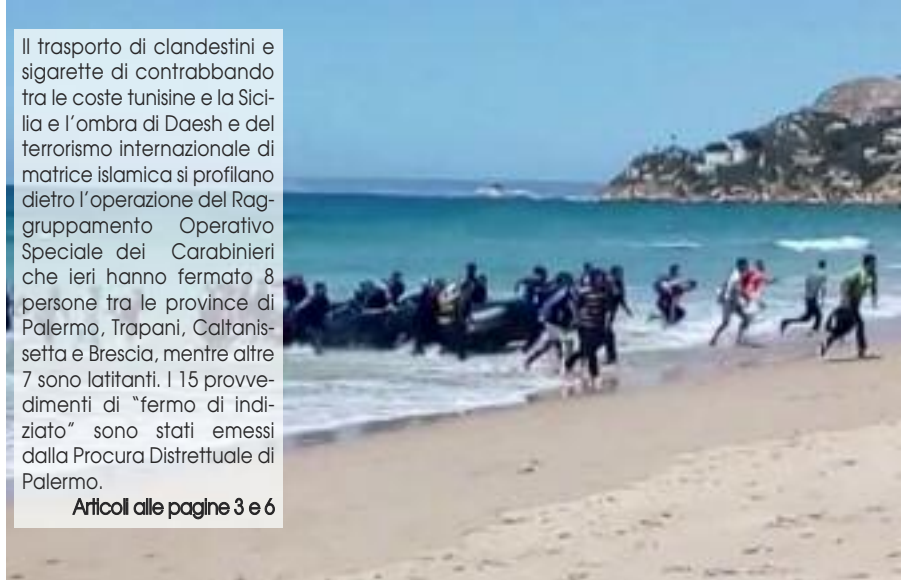 Il trasporto di clandestini e
sigarette di contrabbando
tra le coste tunisine e la Sici-
lia e l'ombra di Daesh e del
terrorismo internazionale di
matrice islamica si profilano
dietro l'operazione del Rag-
gruppamento Operativo
Speciale dei Carabinieri
che ieri hanno fermato 8
persone tra le province di
Palermo, Trapani, Caltanis-
setta e Brescia, mentre altre
7 sono latitanti. I 15 provve-
dimenti di "fermo di indi-
ziato" sono stati emessi
dalla Procura Distrettuale di
Palermo.
Articoli alle pagine 3 e 6